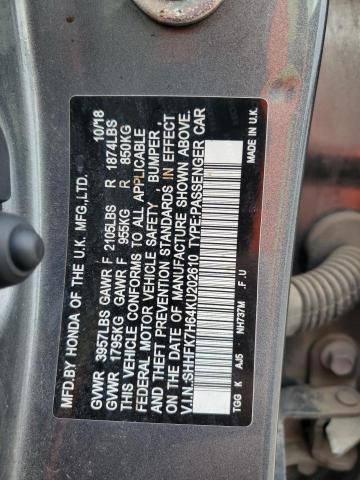 MFD.BY HONDA OF THE U.K. MFG.,LTD. 10/18
GVWR 3957LBS GAWR F 2105LBS R 1874LBS
GVWR 1795KG GAWR F 955KG R 850KG
THIS VEHICLE CONFORMS TO ALL APPLICABLE
FEDERAL MOTOR VEHICLE SAFETY , BUMPER ,
AND THEFT PREVENTION STANDARDS IN EFFECT
ON THE DATE OF MANUFACTURE SHOWN ABOVE.
V.I.N.:SHHFK7H64KU202610 TYPE:PASSENGER CAR
NH737M .F .U MADE IN U.K.
TGG K AJ5